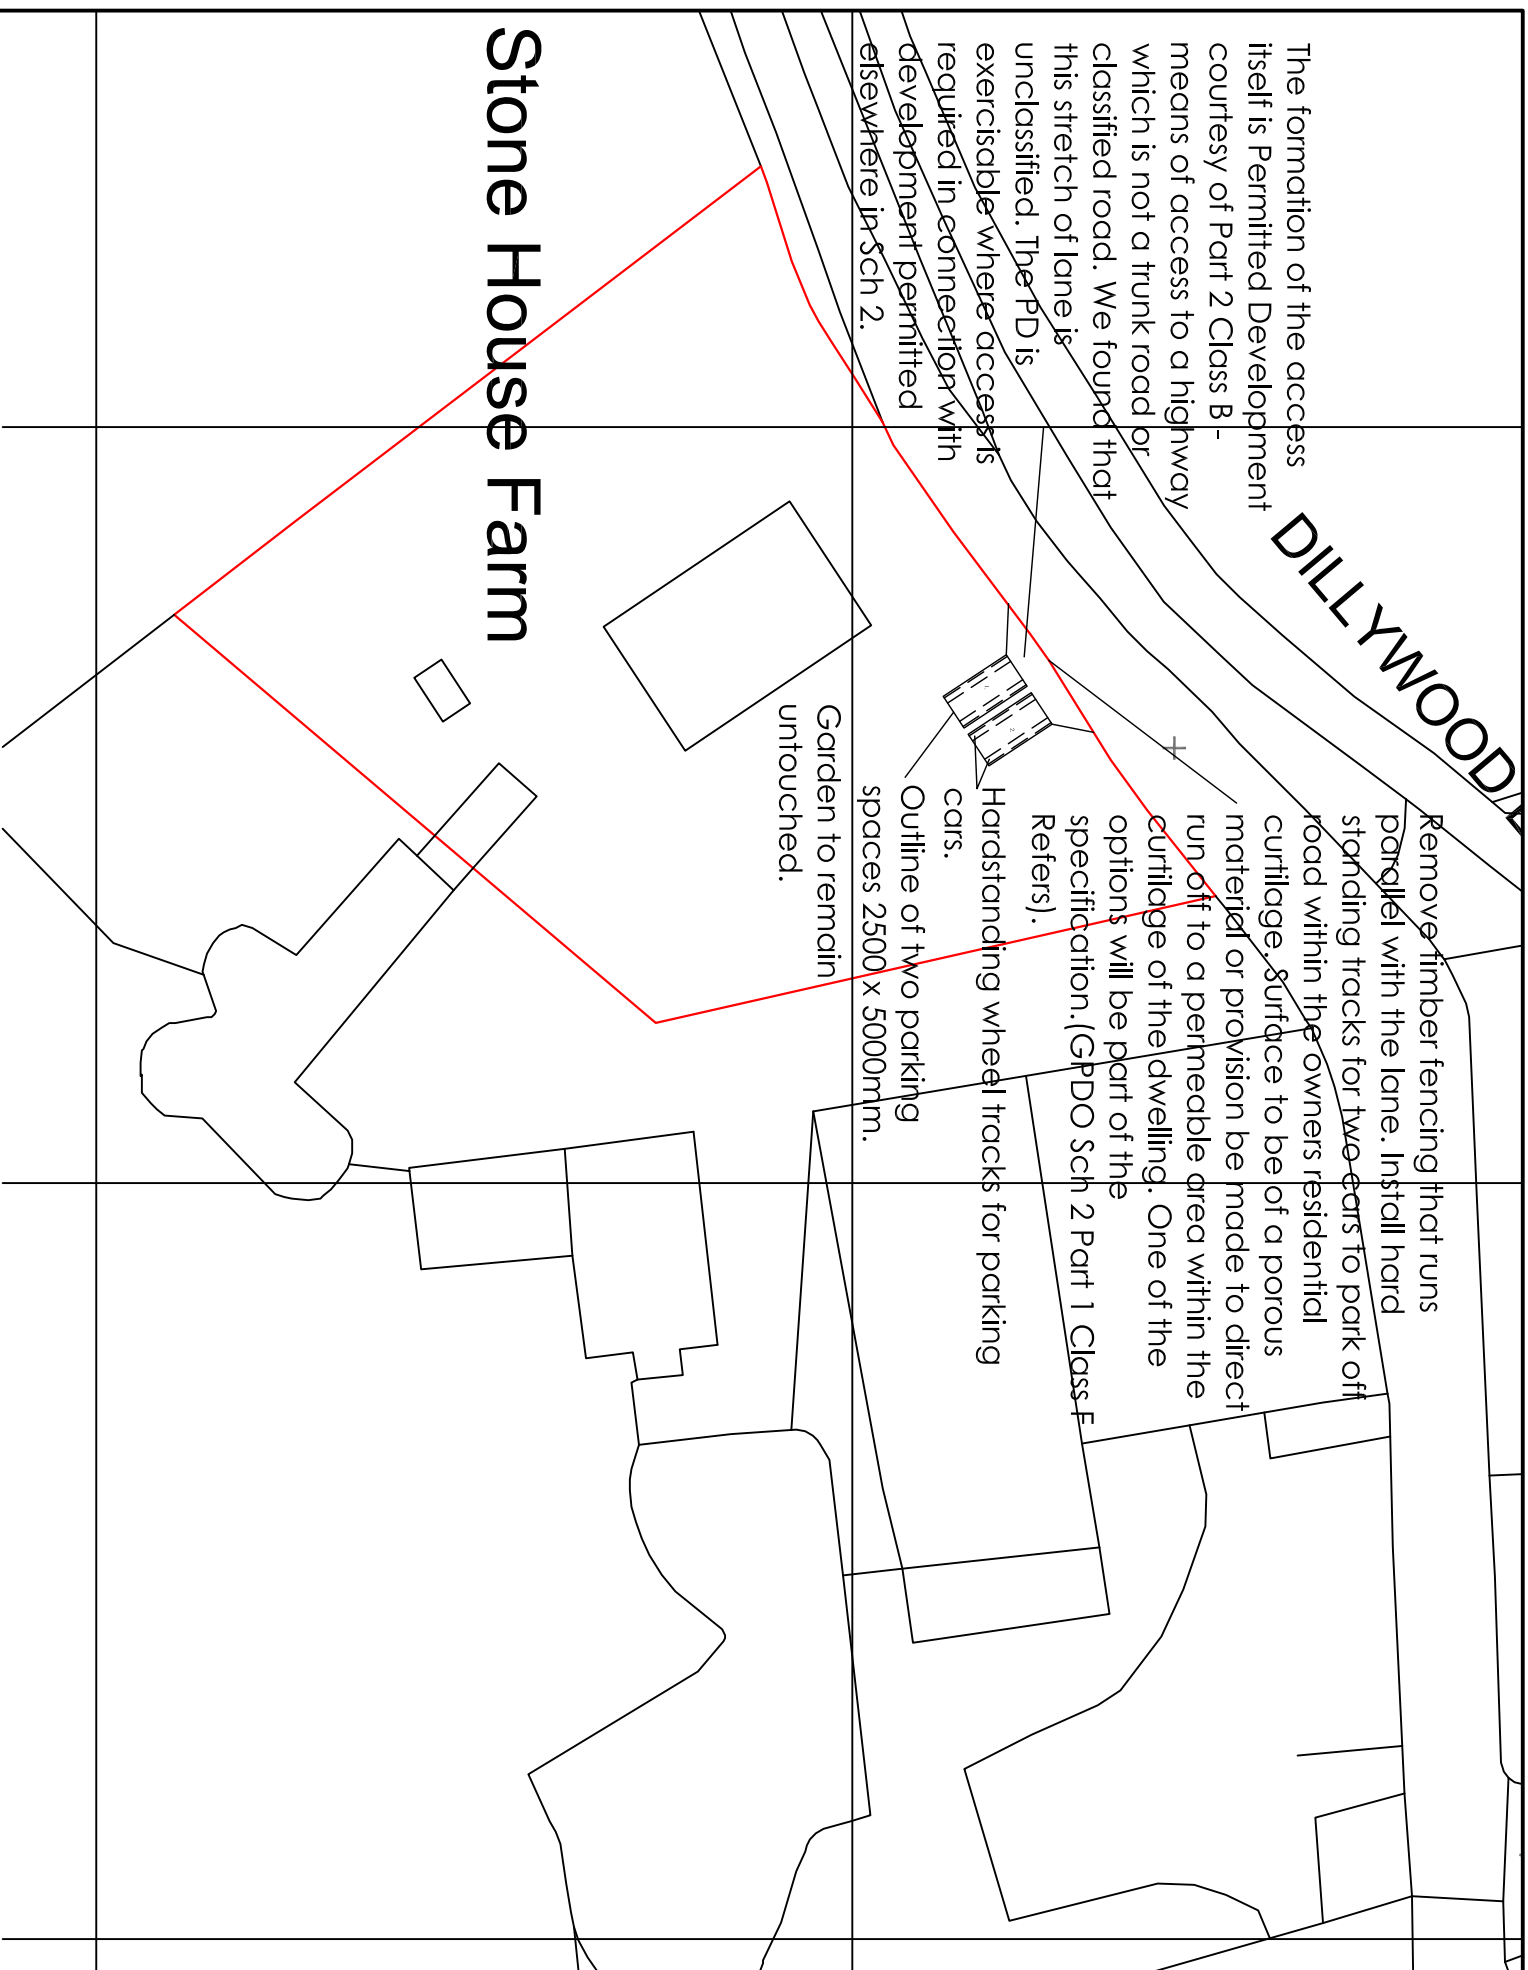 The formation of the access
itself is Permitted Development
courtesy of Part 2 Class B -
means of access to a highway
which is not a trunk road or
classified road. We found that
this stretch of lane is
unclassified. The PD is
exercisable where access is
required in connection with
development permitted
elsewhere in Sch 2.
DILLYWOOD
Remove timber fencing that runs
parallel with the lane. Install hard
standing tracks for two cars to park off
road within the owners residential
curtilage. Surface to be of a porous
material or provision be made to direct
run off to a permeable area within the
curtilage of the dwelling. One of the
options will be part of the
specification.(GPDO Sch 2 Part 1 Class F
Refers).
Hardstanding wheel tracks for parking
cars.
Outline of two parking
spaces 2500 x 5000mm.
Garden to remain
untouched.
Stone House Farm